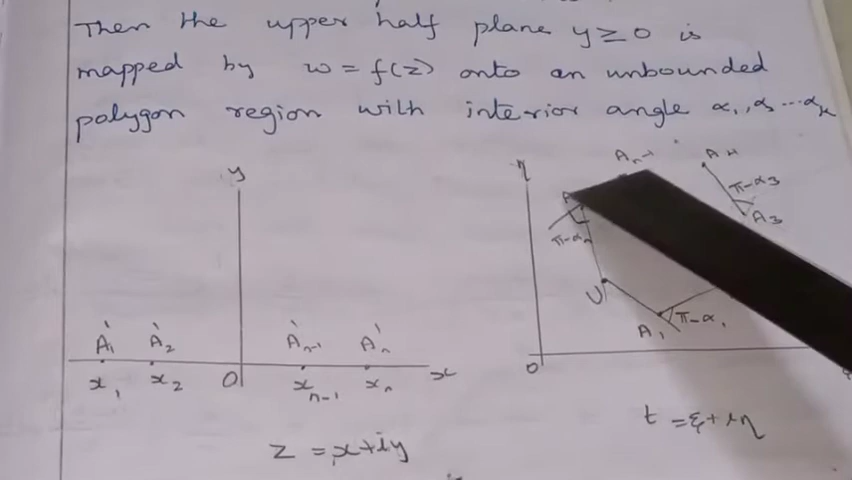 Then the upper half plane y ≥ 0 is
mapped by w = f(z) onto an unbounded
polygon region with interior angle α₁, α₂ ... αₙ
y
A₁' A₂' Aₙ₋₁' Aₙ'
x₁ x₂ 0 xₙ₋₁ xₙ x
z = x+iy
η
Aₙ₋₁ A₄
π-α₃
A₃
π-αₙ
U
A₁ π-α₁
0
t = ξ+iη